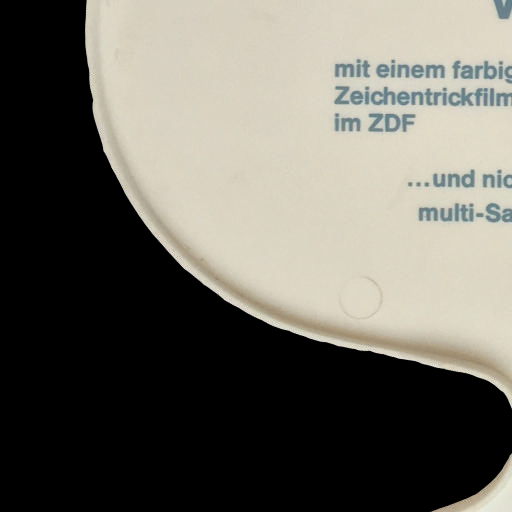 mit einem farbig
Zeichentrickfilm
im ZDF
...und nic
multi-Sa